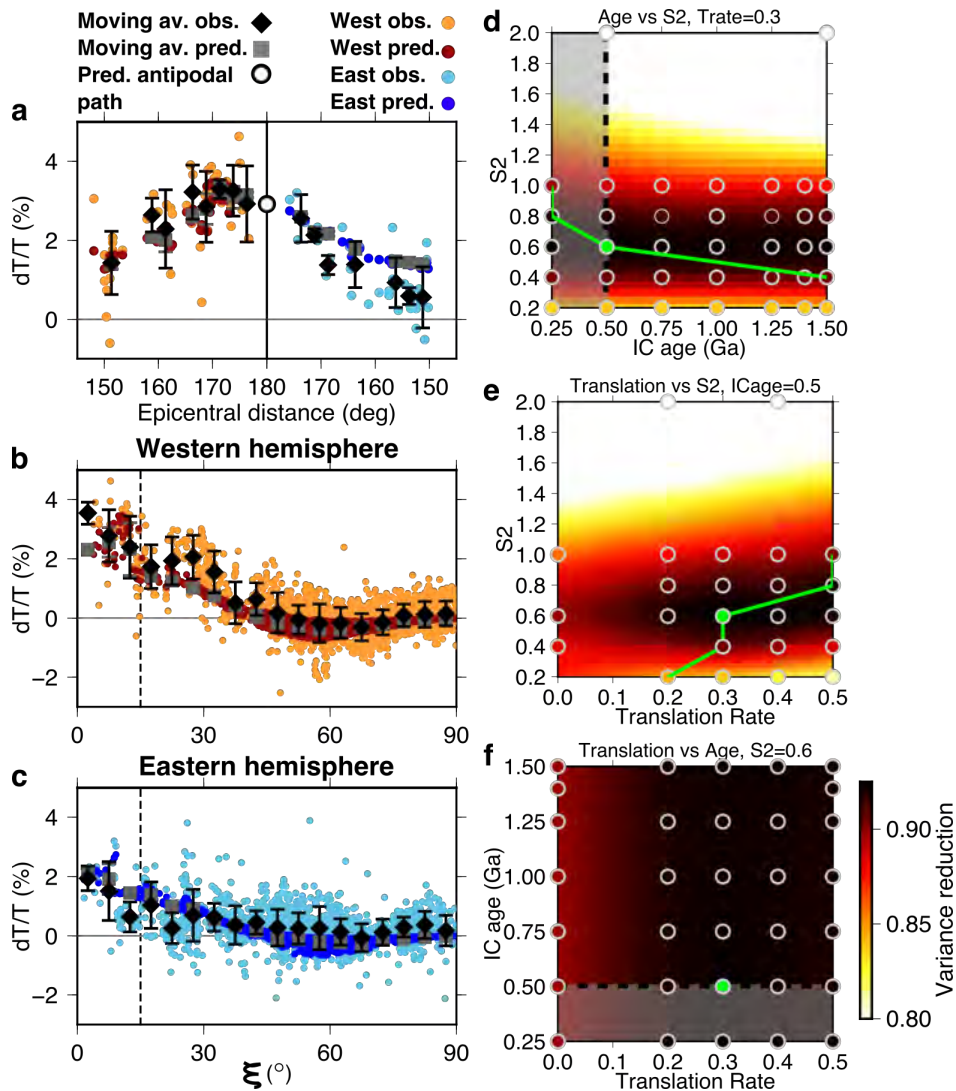 Moving av. obs.
Moving av. pred.
Pred. antipodal
path
West obs.
West pred.
East obs.
East pred.
a
dT/T (%)
4
2
0
150 160 170 180 170 160 150
Epicentral distance (deg)
b
Western hemisphere
dT/T (%)
4
2
0
−2
0 30 60 90
c
Eastern hemisphere
dT/T (%)
4
2
0
−2
0 30 60 90
ξ (°)
d
Age vs S2, Trate=0.3
S2
2.0
1.8
1.6
1.4
1.2
1.0
0.8
0.6
0.4
0.2
0.25 0.50 0.75 1.00 1.25 1.50
IC age (Ga)
e
Translation vs S2, ICage=0.5
S2
2.0
1.8
1.6
1.4
1.2
1.0
0.8
0.6
0.4
0.2
0.0 0.1 0.2 0.3 0.4 0.5
Translation Rate
f
Translation vs Age, S2=0.6
IC age (Ga)
1.50
1.25
1.00
0.75
0.50
0.25
0.0 0.1 0.2 0.3 0.4 0.5
Translation Rate
0.90
0.85
0.80
Variance reduction